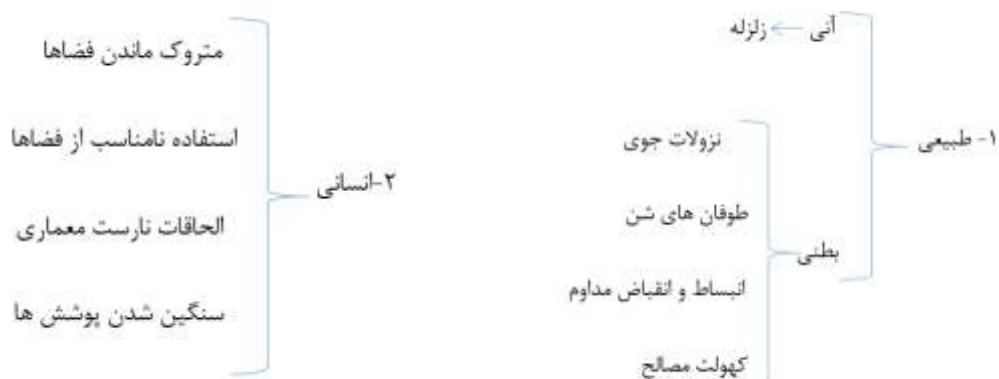 ۱- طبیعی
آنی
زلزله
بطنی
نزولات جوی
طوفان های شن
انبساط و انقباض مداوم
کهولت مصالح
۲-انسانی
متروک ماندن فضاها
استفاده نامناسب از فضاها
الحاقات نارست معماری
سنگین شدن پوشش ها